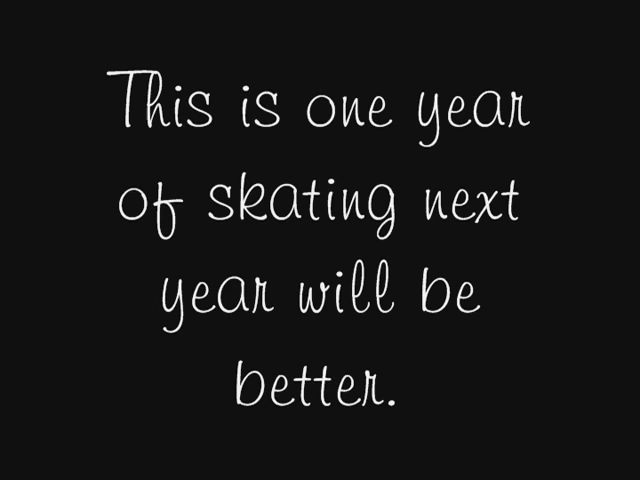 This is one year
of skating next
year will be
better.